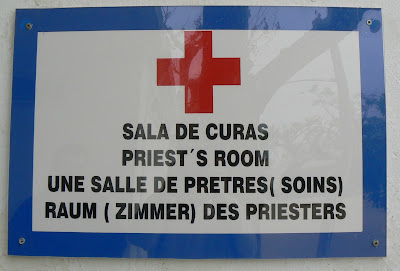 SALA DE CURAS
PRIEST´S ROOM
UNE SALLE DE PRETRES( SOINS)
RAUM ( ZIMMER) DES PRIESTERS